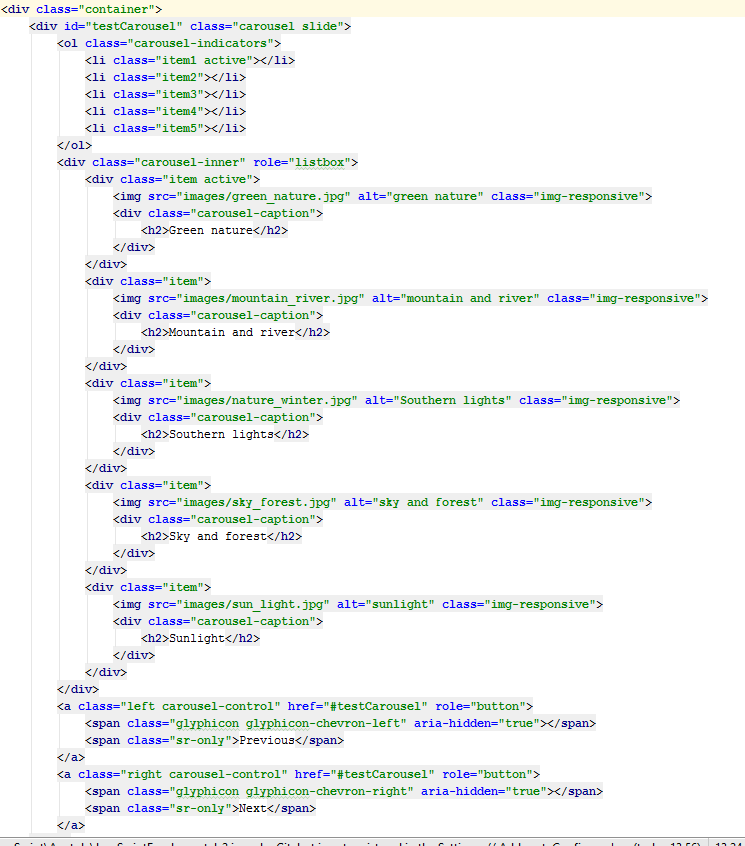 <div class="container">
<div id="testCarousel" class="carousel slide">
<ol class="carousel-indicators">
<li class="item1 active"></li>
<li class="item2"></li>
<li class="item3"></li>
<li class="item4"></li>
<li class="item5"></li>
</ol>
<div class="carousel-inner" role="listbox">
<div class="item active">
<img src="images/green_nature.jpg" alt="green nature" class="img-responsive">
<div class="carousel-caption">
<h2>Green nature</h2>
</div>
</div>
<div class="item">
<img src="images/mountain_river.jpg" alt="mountain and river" class="img-responsive">
<div class="carousel-caption">
<h2>Mountain and river</h2>
</div>
</div>
<div class="item">
<img src="images/nature_winter.jpg" alt="Southern lights" class="img-responsive">
<div class="carousel-caption">
<h2>Southern lights</h2>
</div>
</div>
<div class="item">
<img src="images/sky_forest.jpg" alt="sky and forest" class="img-responsive">
<div class="carousel-caption">
<h2>Sky and forest</h2>
</div>
</div>
<div class="item">
<img src="images/sun_light.jpg" alt="sunlight" class="img-responsive">
<div class="carousel-caption">
<h2>Sunlight</h2>
</div>
</div>
</div>
<a class="left carousel-control" href="#testCarousel" role="button">
<span class="glyphicon glyphicon-chevron-left" aria-hidden="true"></span>
<span class="sr-only">Previous</span>
</a>
<a class="right carousel-control" href="#testCarousel" role="button">
<span class="glyphicon glyphicon-chevron-right" aria-hidden="true"></span>
<span class="sr-only">Next</span>
</a>